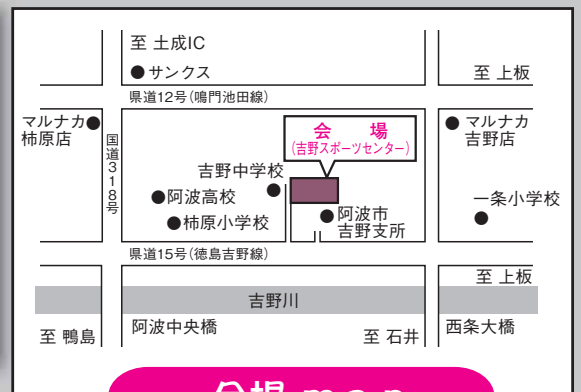 至 土成IC
サンクス
至 上板
県道12号(鳴門池田線)
マルナカ
柿原店
国道318号
会 場
(吉野スポーツセンター)
マルナカ
吉野店
吉野中学校
阿波高校
柿原小学校
阿波市
吉野支所
一条小学校
県道15号(徳島吉野線)
至 上板
吉野川
至 鴨島
阿波中央橋
至 石井
西条大橋
会場map